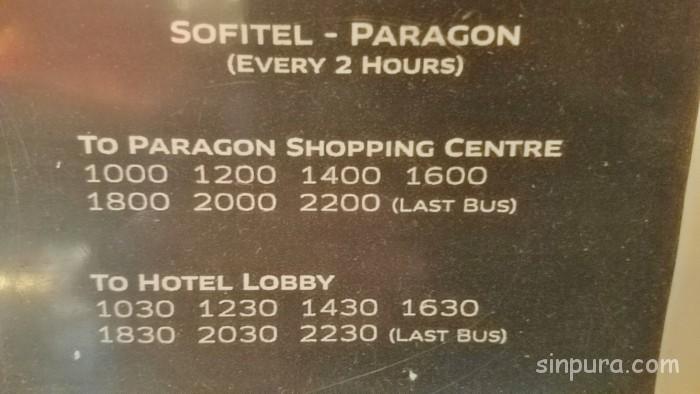 SOFITEL - PARAGON
(EVERY 2 HOURS)
TO PARAGON SHOPPING CENTRE
1000 1200 1400 1600
1800 2000 2200 (LAST BUS)
TO HOTEL LOBBY
1030 1230 1430 1630
1830 2030 2230 (LAST BUS)
sinpura.com